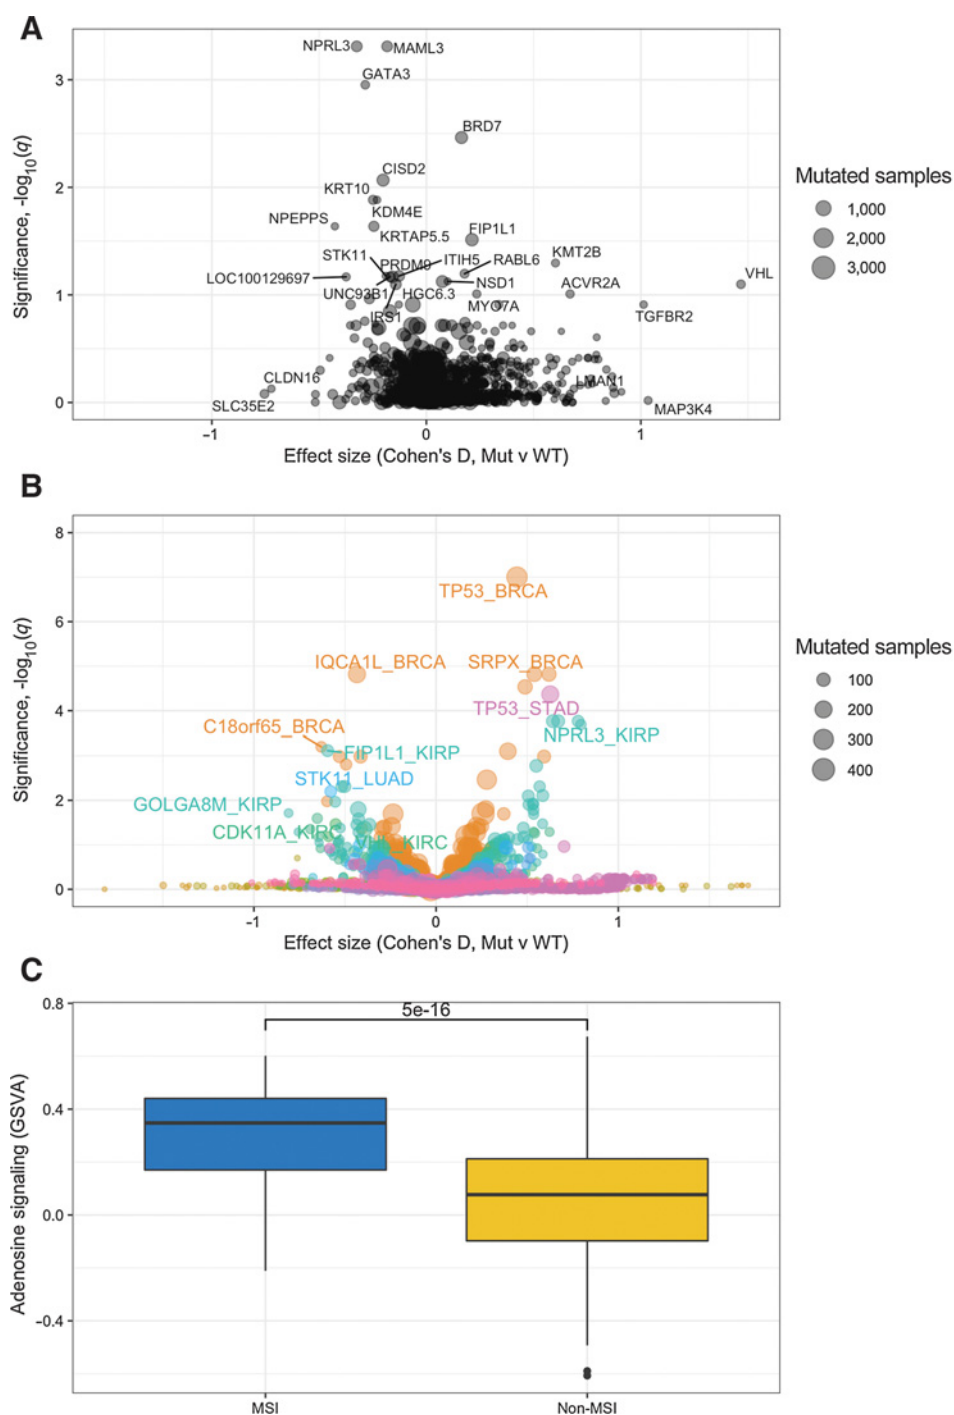 A
NPRL3
MAML3
GATA3
BRD7
CISD2
KRT10
KDM4E
NPEPPS
KRTAP5.5
FIP1L1
STK11
PRDM9
ITIH5
RABL6
KMT2B
LOC100129697
UNC93B1
HGC6.3
NSD1
ACVR2A
VHL
IRS1
MYO7A
TGFBR2
CLDN16
LMAN1
SLC35E2
MAP3K4
3
2
1
0
Significance, -log10(q)
−1
0
1
Effect size (Cohen's D, Mut v WT)
Mutated samples
1,000
2,000
3,000
B
TP53_BRCA
IQCA1L_BRCA
SRPX_BRCA
TP53_STAD
C18orf65_BRCA
NPRL3_KIRP
FIP1L1_KIRP
STK11_LUAD
GOLGA8M_KIRP
CDK11A_KIRC
VHL_KIRC
8
6
4
2
0
Significance, -log10(q)
-1
0
1
Effect size (Cohen's D, Mut v WT)
Mutated samples
100
200
300
400
C
5e-16
0.8
0.4
0.0
−0.4
Adenosine signaling (GSVA)
MSI
Non-MSI